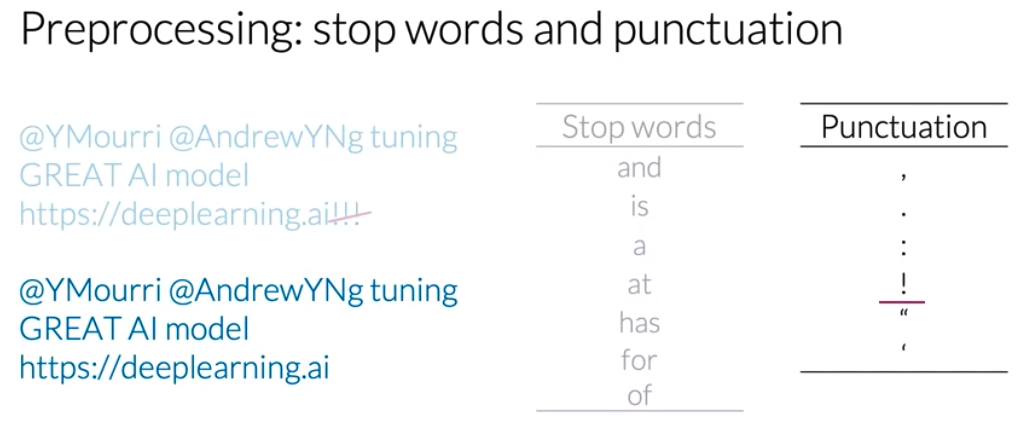 Preprocessing: stop words and punctuation
@YMourri @AndrewYNg tuning
GREAT AI model
https://deeplearning.ai!!!
@YMourri @AndrewYNg tuning
GREAT AI model
https://deeplearning.ai
Stop words
and
is
a
at
has
for
of
Punctuation
,
.
:
!
“
‘